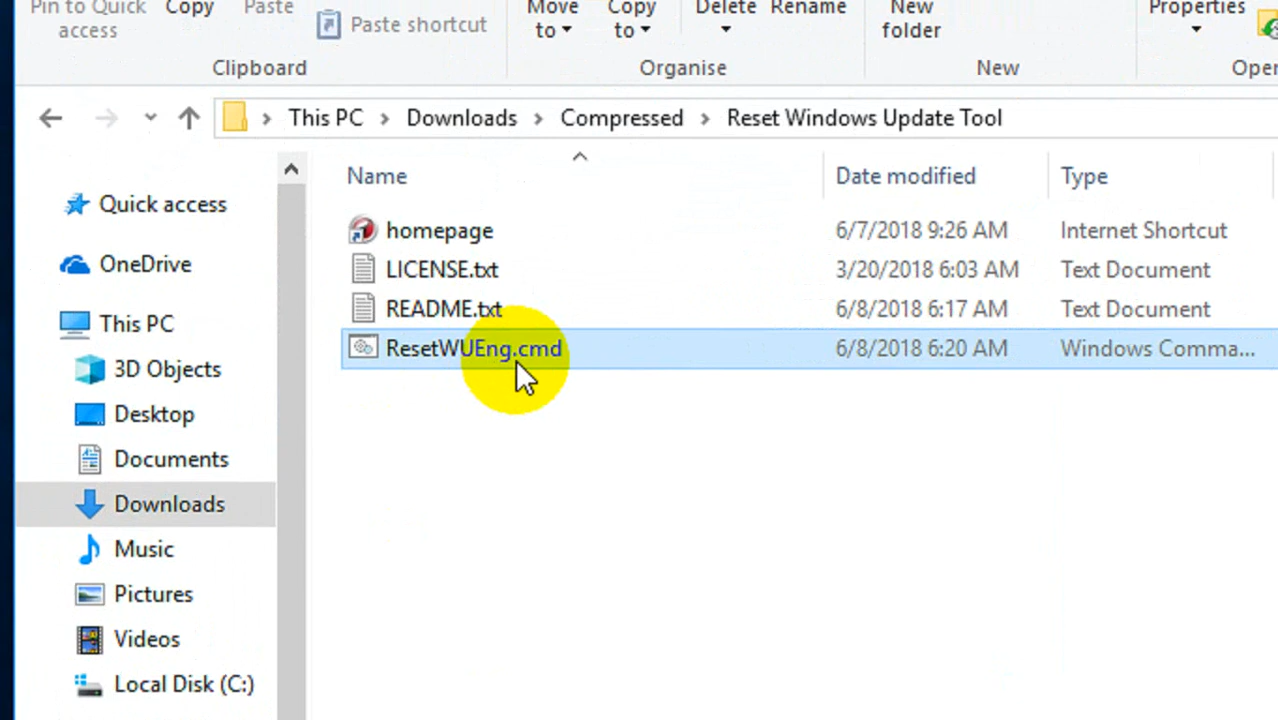 Pin to Quick access
Copy
Paste
Paste shortcut
Move to
Copy to
Delete
Rename
New folder
Properties
Clipboard
Organise
New
Open
This PC > Downloads > Compressed > Reset Windows Update Tool
Name Date modified Type
homepage 6/7/2018 9:26 AM Internet Shortcut
LICENSE.txt 3/20/2018 6:03 AM Text Document
README.txt 6/8/2018 6:17 AM Text Document
ResetWUEng.cmd 6/8/2018 6:20 AM Windows Comma...
Quick access
OneDrive
This PC
3D Objects
Desktop
Documents
Downloads
Music
Pictures
Videos
Local Disk (C:)